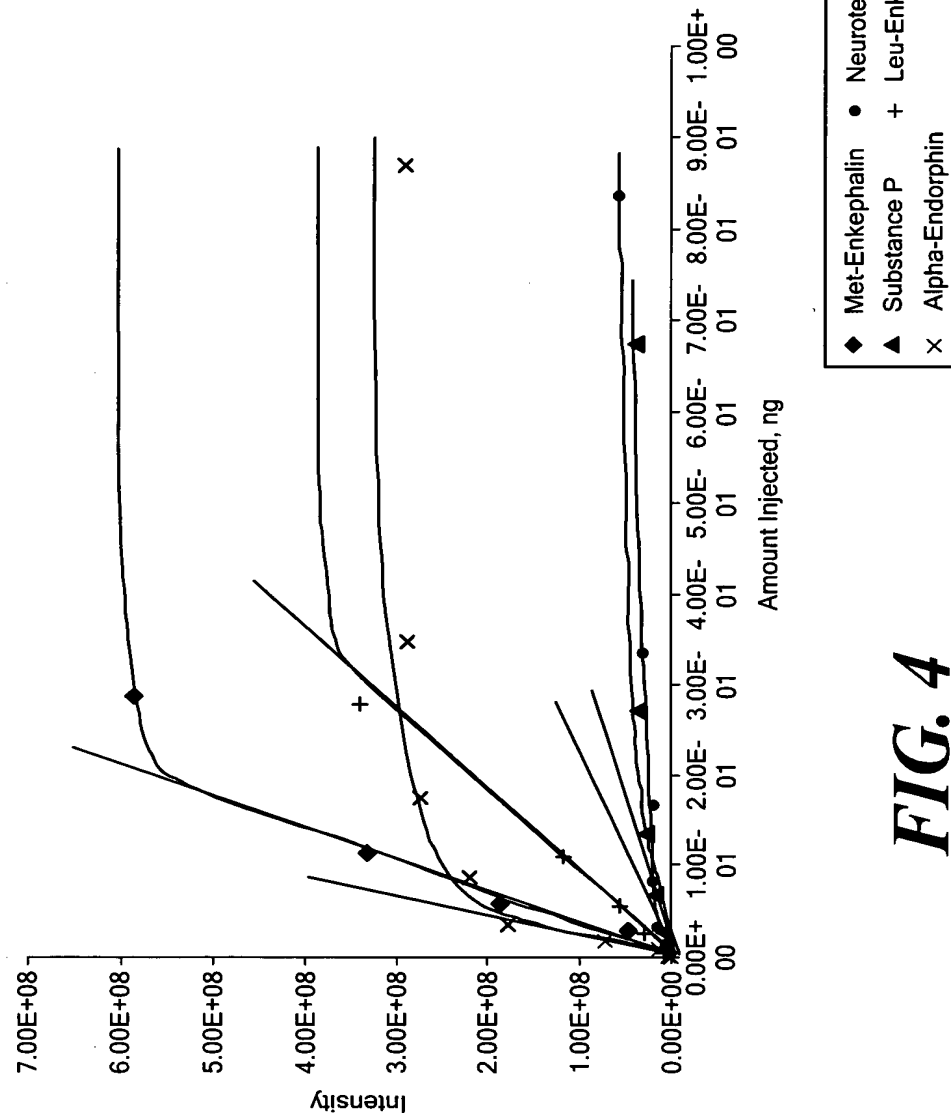 7.00E+08
6.00E+08
5.00E+08
4.00E+08
3.00E+08
2.00E+08
1.00E+08
0.00E+00
Intensity
0.00E+ 1.00E- 2.00E- 3.00E- 4.00E- 5.00E- 6.00E- 7.00E- 8.00E- 9.00E- 1.00E+
00 01 01 01 01 01 01 01 01 01 00
Amount Injected, ng
Met-Enkephalin Neurote
Substance P Leu-Enk
Alpha-Endorphin
FIG. 4